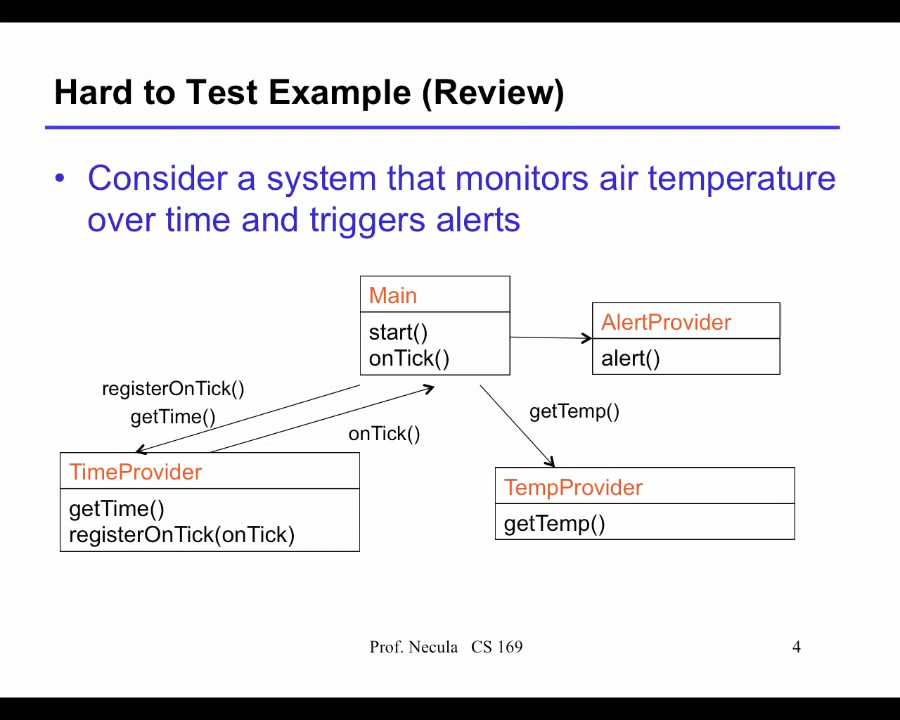 Hard to Test Example (Review)
• Consider a system that monitors air temperature
over time and triggers alerts
Main
start()
onTick()
AlertProvider
alert()
registerOnTick()
getTime()
onTick()
getTemp()
TimeProvider
getTime()
registerOnTick(onTick)
TempProvider
getTemp()
Prof. Necula CS 169
4